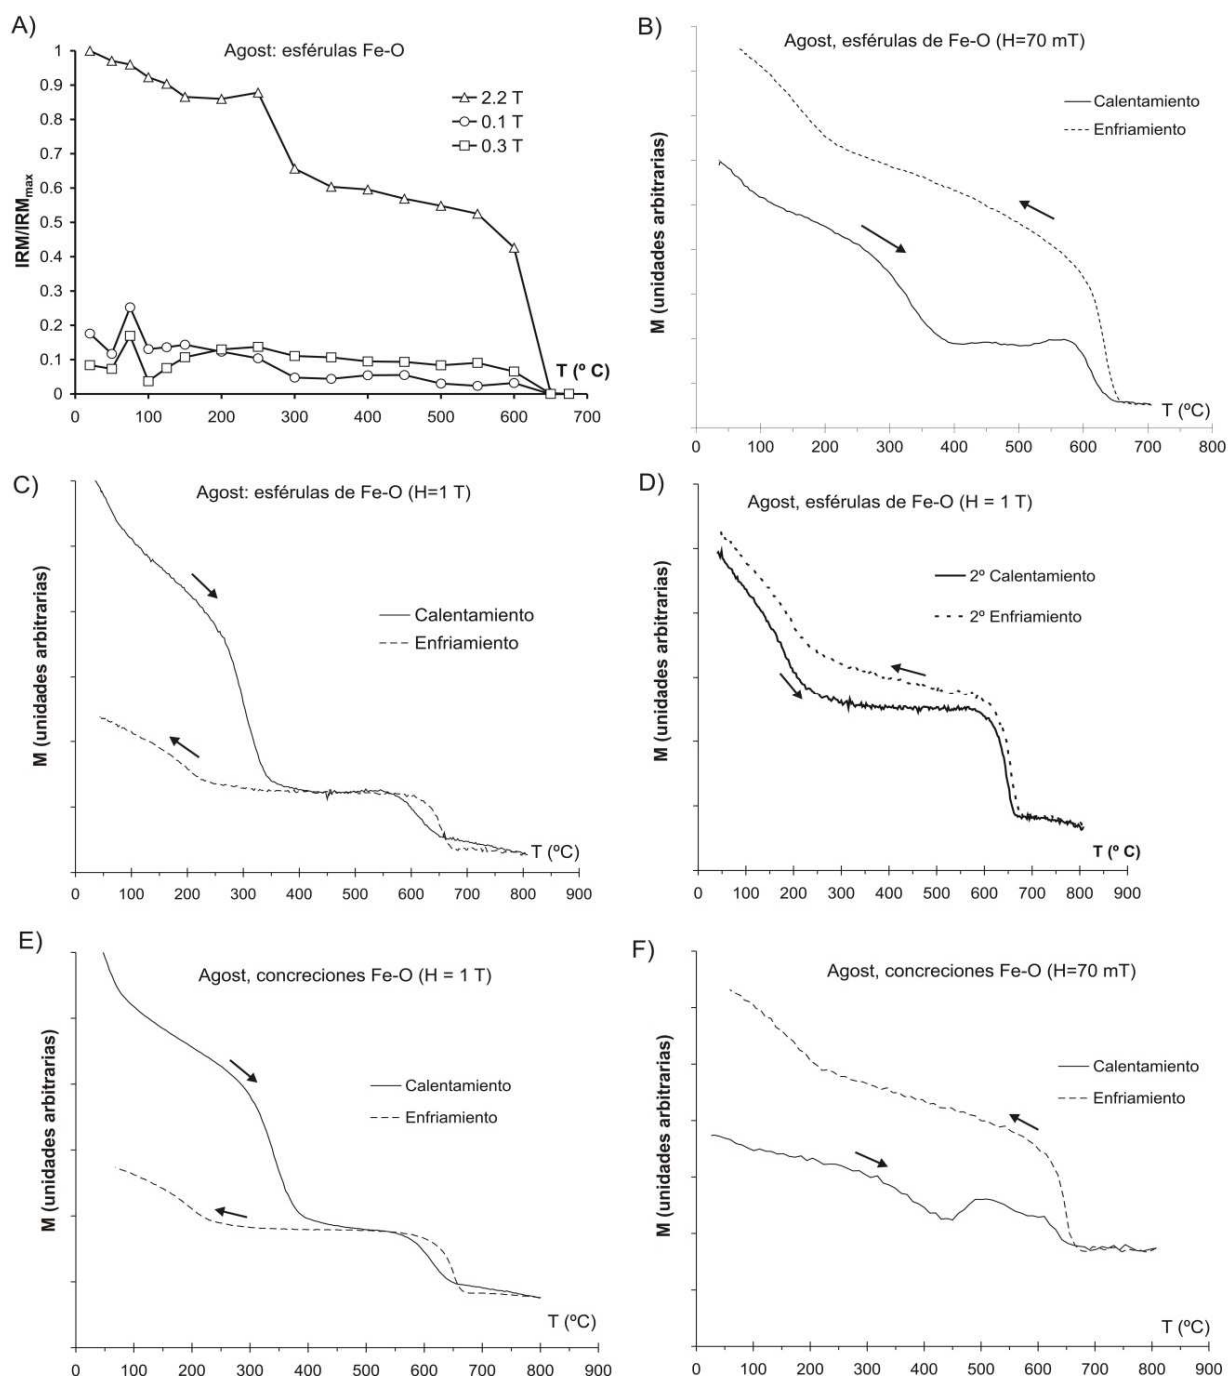 A)
Agost: esférulas Fe-O
1
0.9
0.8
0.7
0.6
0.5
0.4
0.3
0.2
0.1
0
IRM/IRMmax
2.2 T
0.1 T
0.3 T
T (º C)
0 100 200 300 400 500 600 700
B)
Agost, esférulas de Fe-O (H=70 mT)
Calentamiento
Enfriamiento
M (unidades arbitrarias)
T (ºC)
0 100 200 300 400 500 600 700 800
C)
Agost: esférulas de Fe-O (H=1 T)
Calentamiento
Enfriamiento
M (unidades arbitrarias)
T (ºC)
0 100 200 300 400 500 600 700 800 900
D)
Agost, esférulas de Fe-O (H = 1 T)
2º Calentamiento
2º Enfriamiento
M (unidades arbitrarias)
T (º C)
0 100 200 300 400 500 600 700 800 900
E)
Agost, concreciones Fe-O (H = 1 T)
Calentamiento
Enfriamiento
M (unidades arbitrarias)
T (ºC)
0 100 200 300 400 500 600 700 800 900
F)
Agost, concreciones Fe-O (H=70 mT)
Calentamiento
Enfriamiento
M (unidades arbitrarias)
T (ºC)
0 100 200 300 400 500 600 700 800 900